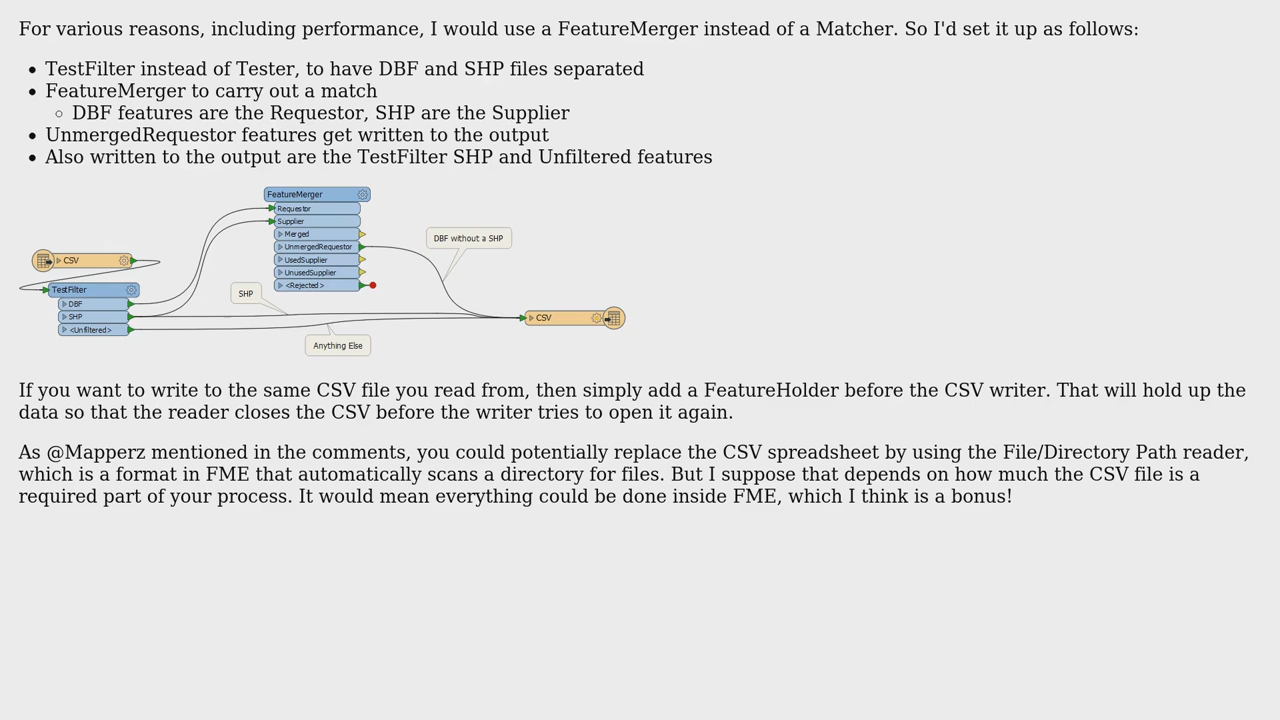 For various reasons, including performance, I would use a FeatureMerger instead of a Matcher. So I'd set it up as follows:
TestFilter instead of Tester, to have DBF and SHP files separated
FeatureMerger to carry out a match
DBF features are the Requestor, SHP are the Supplier
UnmergedRequestor features get written to the output
Also written to the output are the TestFilter SHP and Unfiltered features
FeatureMerger
Requestor
Supplier
Merged
UnmergedRequestor
UsedSupplier
UnusedSupplier
<Rejected>
DBF without a SHP
CSV
TestFilter
DBF
SHP
<Unfiltered>
SHP
Anything Else
CSV
If you want to write to the same CSV file you read from, then simply add a FeatureHolder before the CSV writer. That will hold up the
data so that the reader closes the CSV before the writer tries to open it again.
As @Mapperz mentioned in the comments, you could potentially replace the CSV spreadsheet by using the File/Directory Path reader,
which is a format in FME that automatically scans a directory for files. But I suppose that depends on how much the CSV file is a
required part of your process. It would mean everything could be done inside FME, which I think is a bonus!